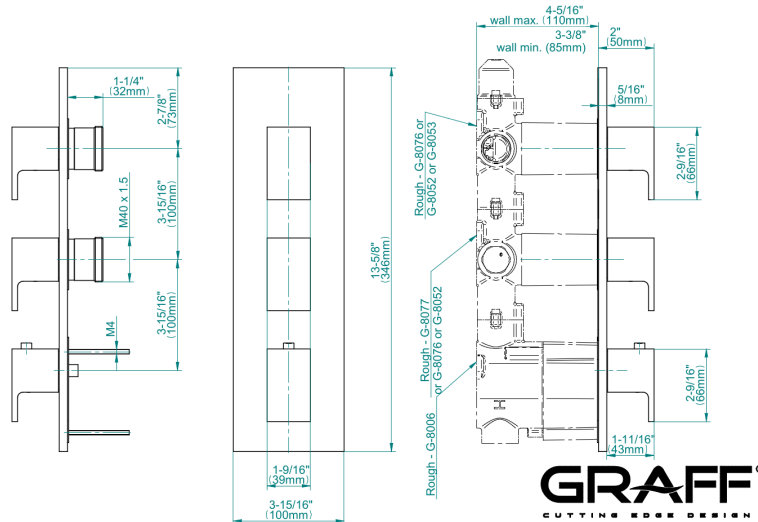 1-1/4"
(32mm)
2-7/8"
(73mm)
3-15/16"
(100mm)
M40 x 1.5
3-15/16"
(100mm)
M4
13-5/8"
(346mm)
1-9/16"
(39mm)
3-15/16"
(100mm)
4-5/16"
wall max. (110mm)
3-3/8"
wall min. (85mm)
2"
(50mm)
5/16"
(8mm)
Rough - G-8076 or
G-8052 or G-8053
2-9/16"
(66mm)
Rough - G-8077
or G-8076 or G-8052
Rough - G-8006
2-9/16"
(66mm)
1-11/16"
(43mm)
GRAFF
CUTTING EDGE DESIGN